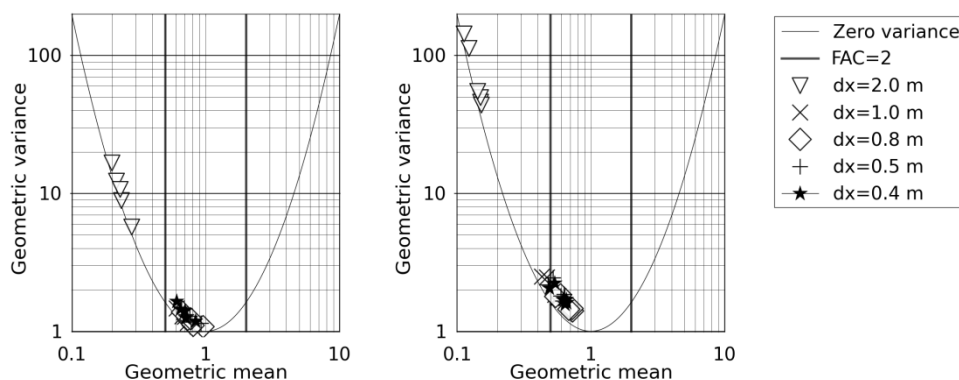 100
10
1
0.1
1
10
Geometric mean
Geometric variance
100
10
1
0.1
1
10
Geometric mean
Geometric variance
Zero variance
FAC=2
dx=2.0 m
dx=1.0 m
dx=0.8 m
dx=0.5 m
dx=0.4 m